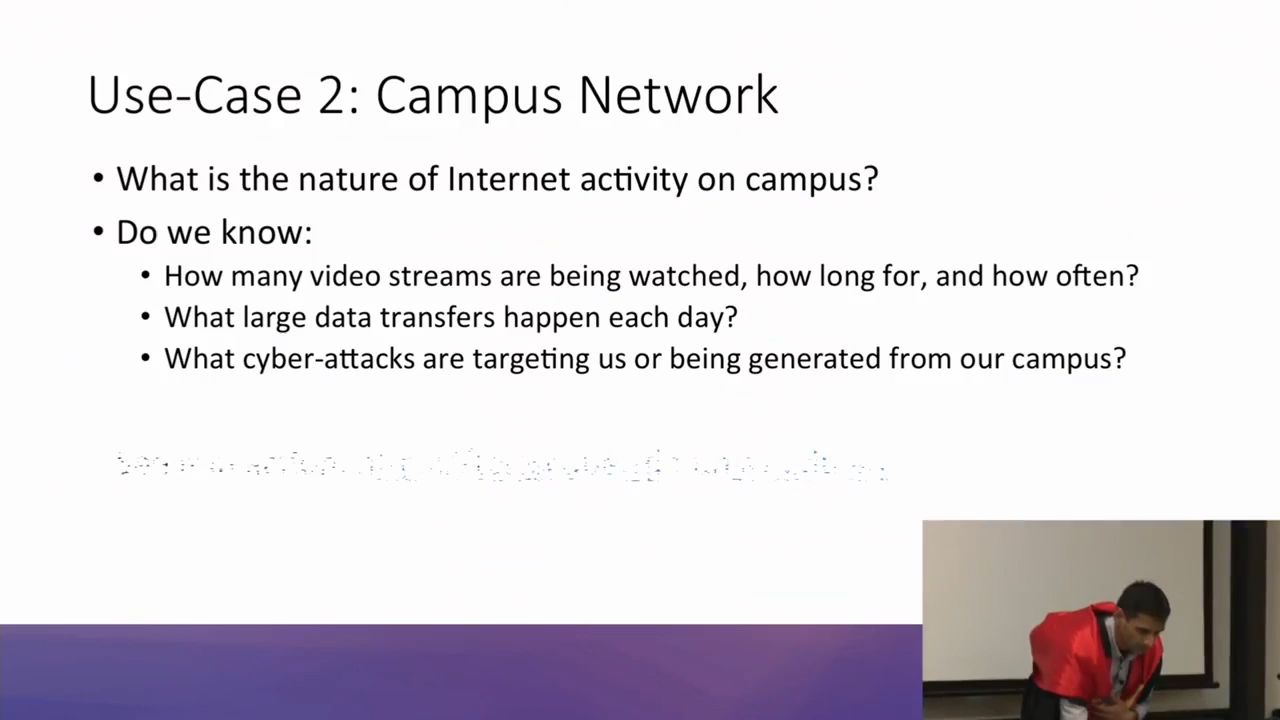 Use-Case 2: Campus Network
• What is the nature of Internet activity on campus?
• Do we know:
• How many video streams are being watched, how long for, and how often?
• What large data transfers happen each day?
• What cyber-attacks are targeting us or being generated from our campus?